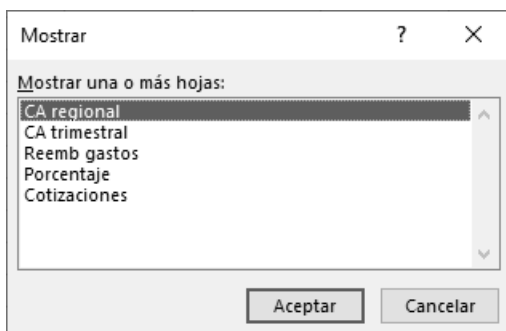 Mostrar ? X
Mostrar una o más hojas:
CA regional
CA trimestral
Reemb gastos
Porcentaje
Cotizaciones
Aceptar Cancelar